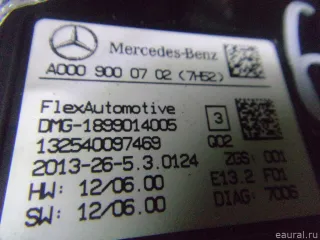 Mercedes-Benz
A000 900 07 02 (7H52)
FlexAutomotive
DMG-1899014005
3
132540097469
Q02
2013-26-5.3.0124
ZGS: 001
HW: 12/06.00
E13.2 F01
SW: 12/06.00
DIAG: 7006
eaural.ru